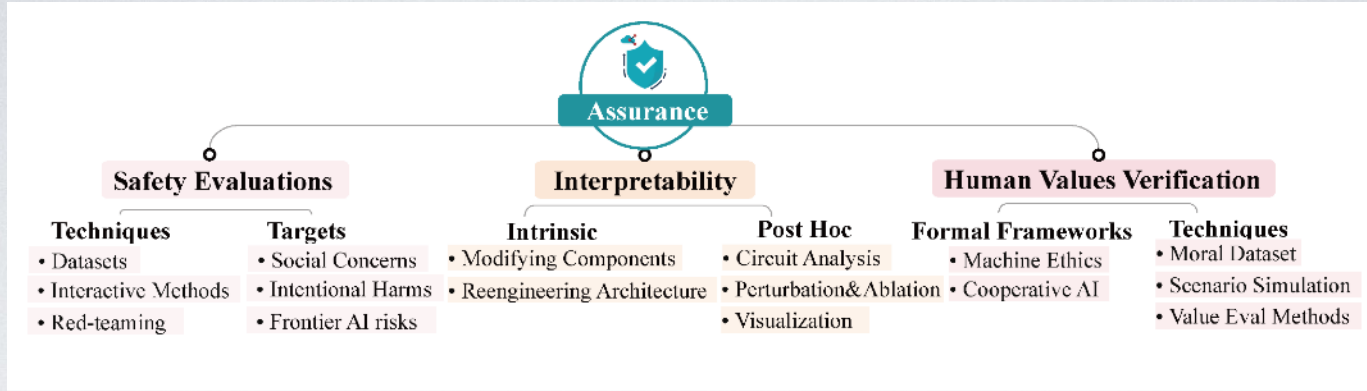 Assurance
Safety Evaluations
Techniques
• Datasets
• Interactive Methods
• Red-teaming
Targets
• Social Concerns
• Intentional Harms
• Frontier AI risks
Interpretability
Intrinsic
• Modifying Components
• Reengineering Architecture
Post Hoc
• Circuit Analysis
• Perturbation&Ablation
• Visualization
Human Values Verification
Formal Frameworks
• Machine Ethics
• Cooperative AI
Techniques
• Moral Dataset
• Scenario Simulation
• Value Eval Methods